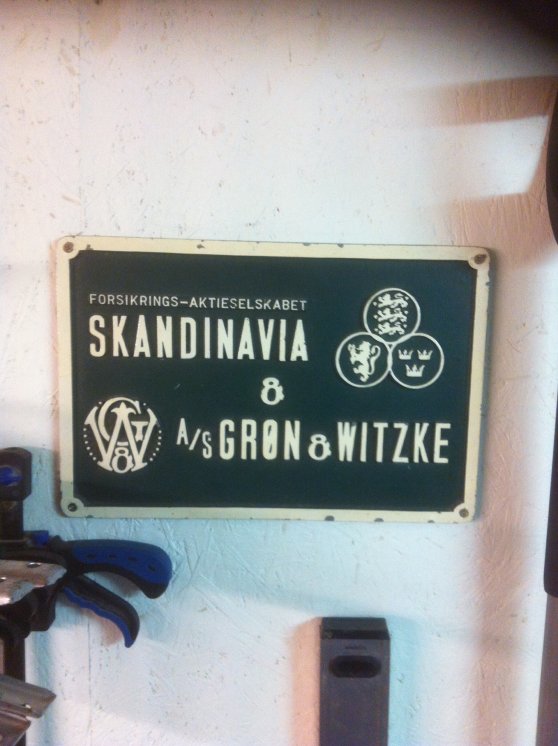 FORSIKRINGS-AKTIESELSKABET
SKANDINAVIA
&
A/S GRØN & WITZKE
G&W